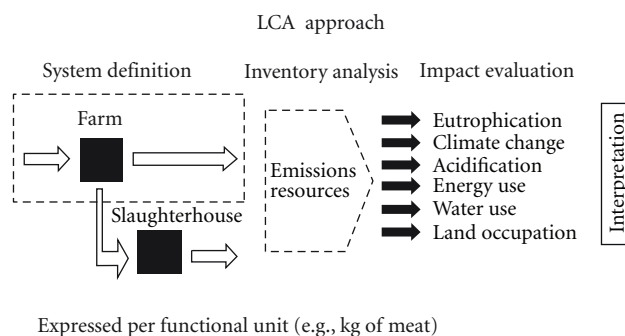 LCA approach
System definition
Inventory analysis
Impact evaluation
Farm
Slaughterhouse
Emissions
resources
Eutrophication
Climate change
Acidification
Energy use
Water use
Land occupation
Interpretation
Expressed per functional unit (e.g., kg of meat)